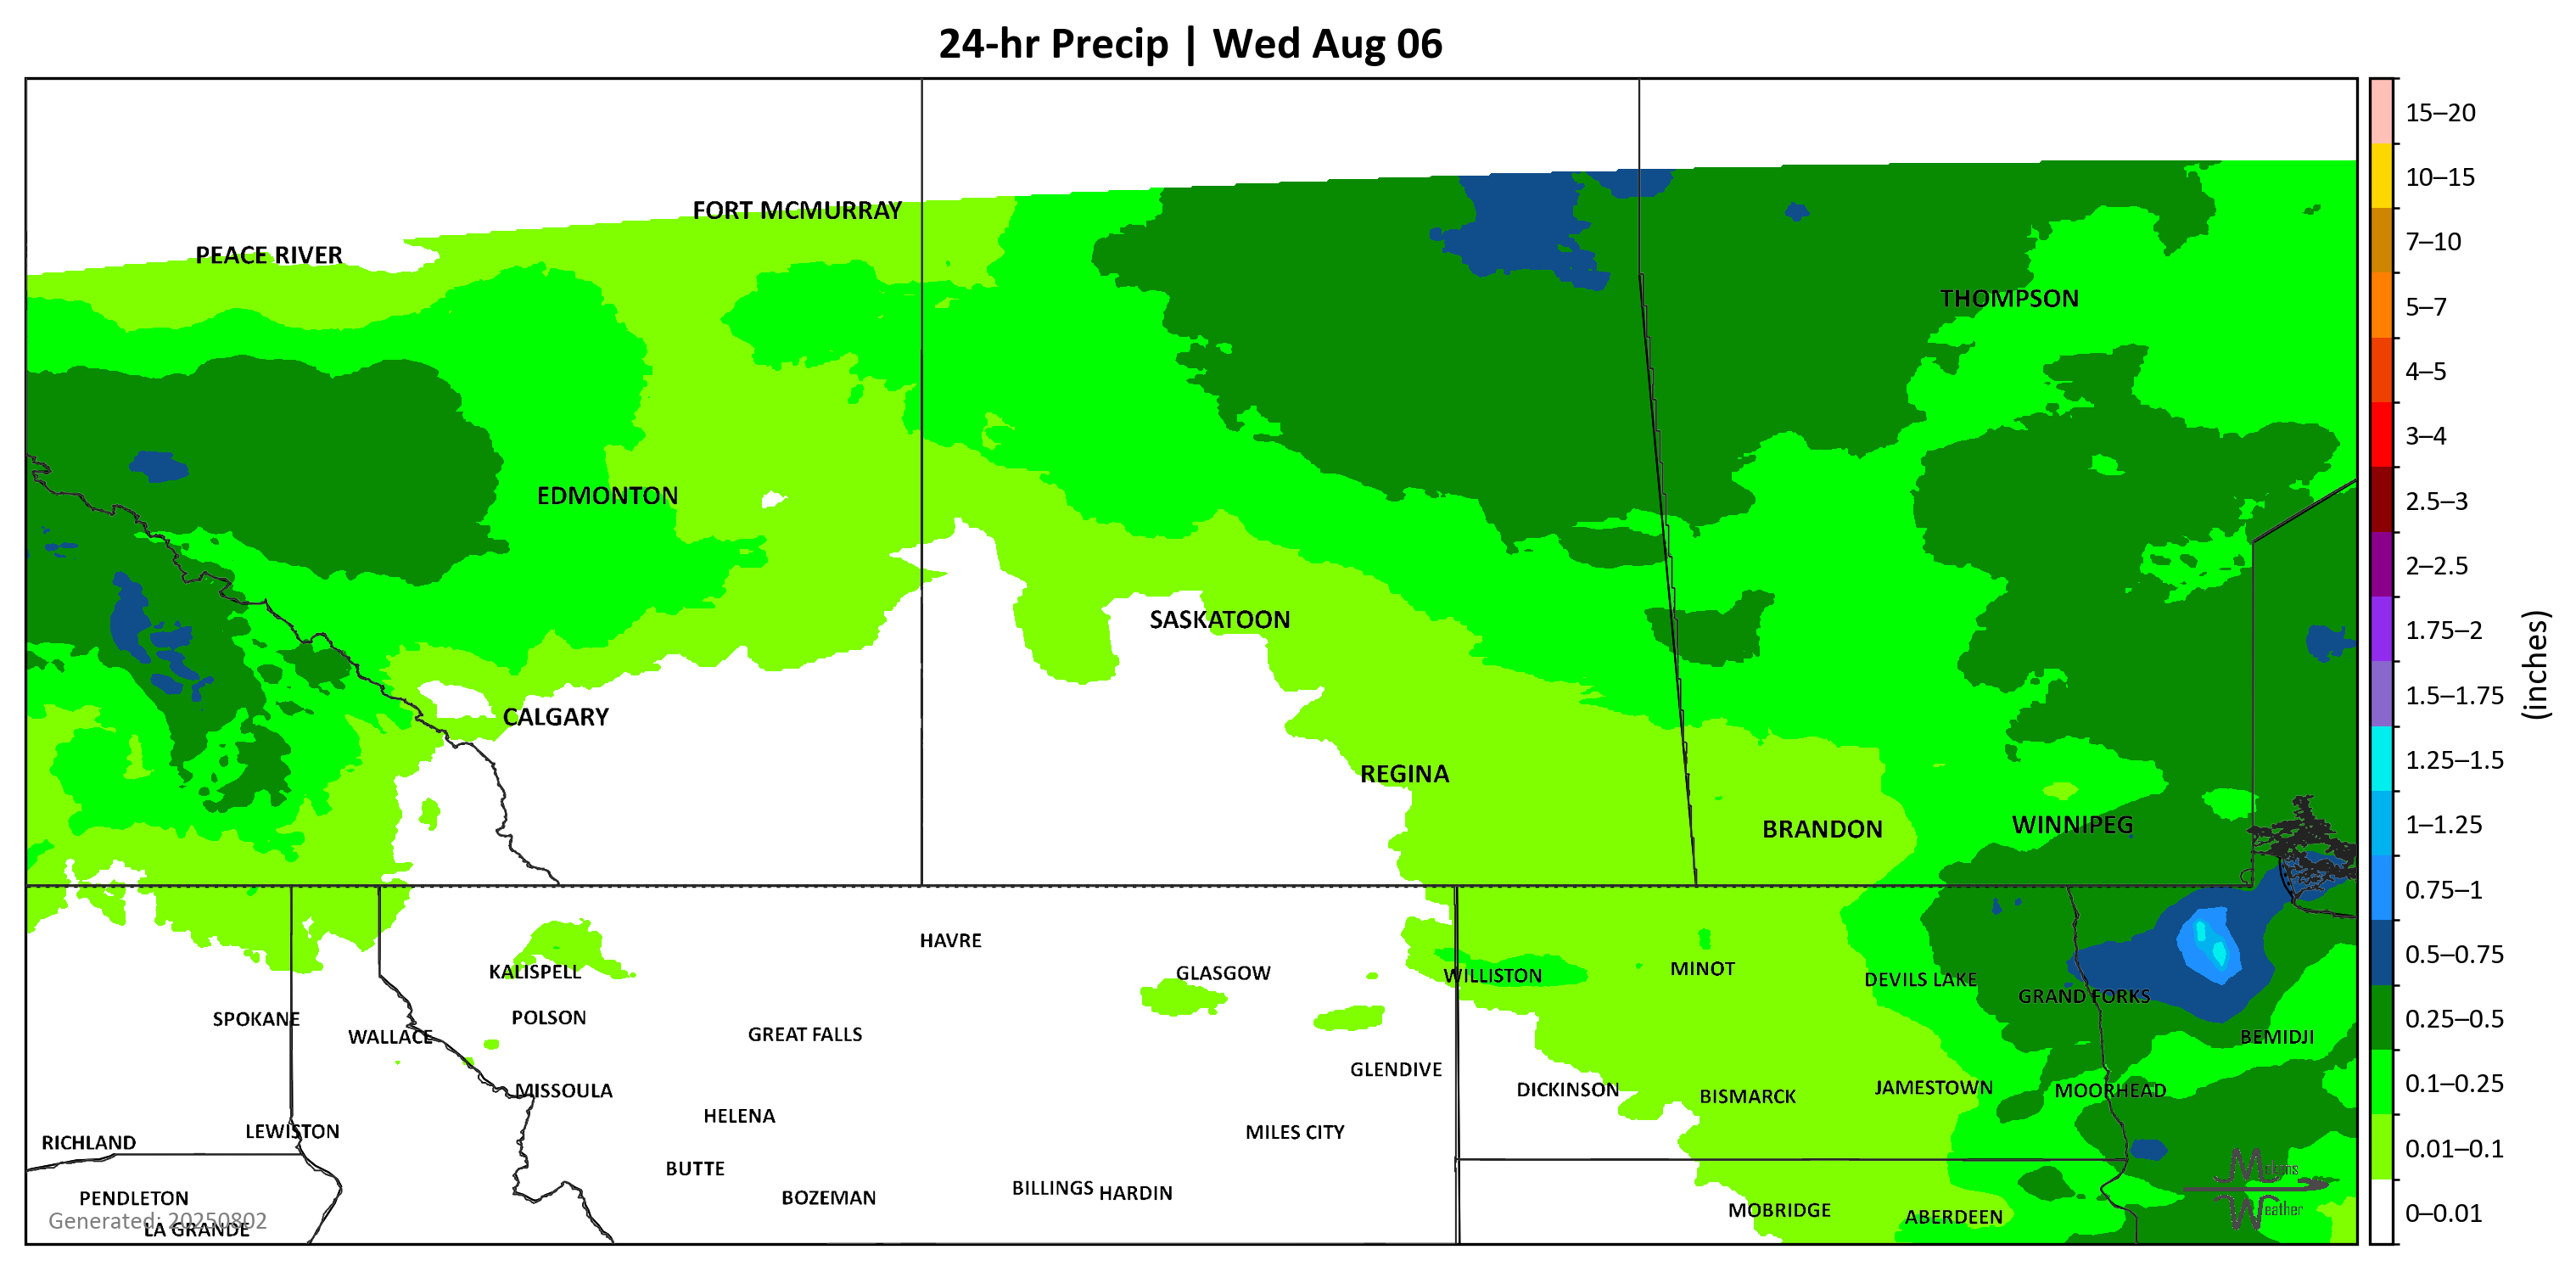 24-hr Precip | Wed Aug 06
FORT MCMURRAY
PEACE RIVER
THOMPSON
EDMONTON
SASKATOON
CALGARY
REGINA
WINNIPEG
BRANDON
HAVRE
MINOT
KALISPELL
GLASGOW
WILLISTON
DEVILS LAKE
GRAND FORKS
POLSON
SPOKANE
GREAT FALLS
WALLACE
BEMIDJI
GLENDIVE
JAMESTOWN
DICKINSON
MISSOULA
MOORHEAD
BISMARCK
HELENA
LEWISTON
MILES CITY
RICHLAND
BUTTE
BILLINGS
HARDIN
PENDLETON
BOZEMAN
MOBRIDGE
ABERDEEN
Generated: 20250802
LA GRANDE
Weather
15–20
10–15
7–10
5–7
4–5
3–4
2.5–3
2–2.5
1.75–2
1.5–1.75
1.25–1.5
1–1.25
0.75–1
0.5–0.75
0.25–0.5
0.1–0.25
0.01–0.1
0–0.01
(inches)